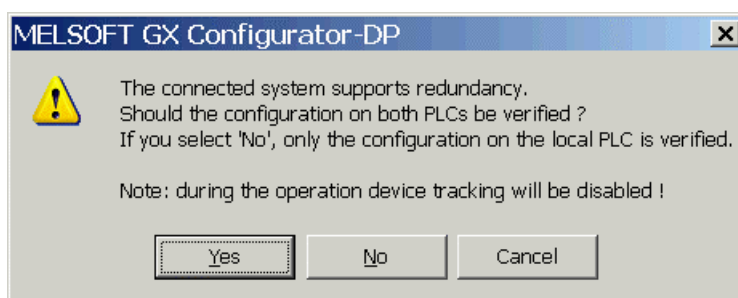 MELSOFT GX Configurator-DP
The connected system supports redundancy.
Should the configuration on both PLCs be verified ?
If you select 'No', only the configuration on the local PLC is verified.
Note: during the operation device tracking will be disabled !
Yes No Cancel